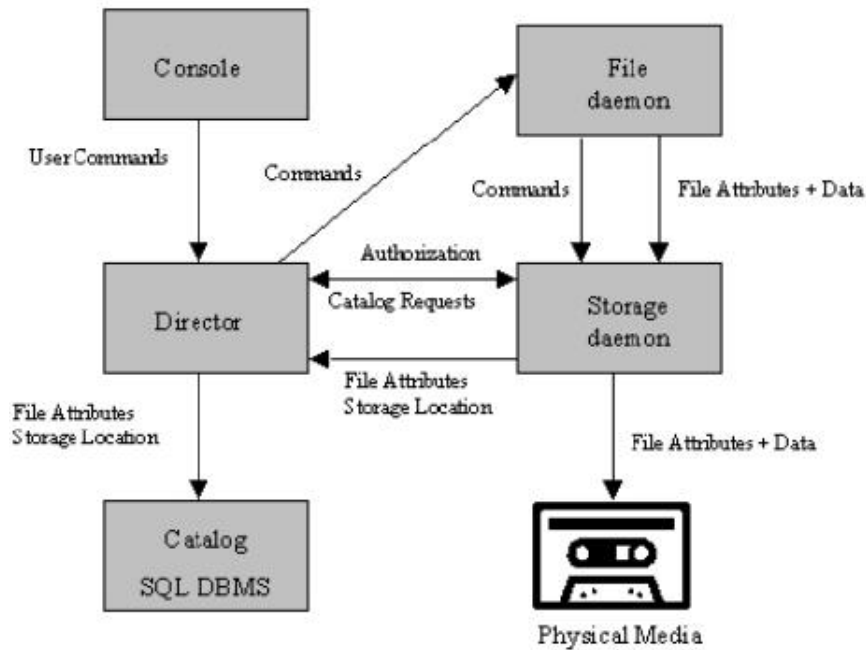 Console
File
daemon
User Commands
Commands
Commands
File Attributes + Data
Authorization
Director
Catalog Requests
Storage
daemon
File Attributes
Storage Location
File Attributes
Storage Location
File Attributes + Data
Catalog
SQL DBMS
Physical Media